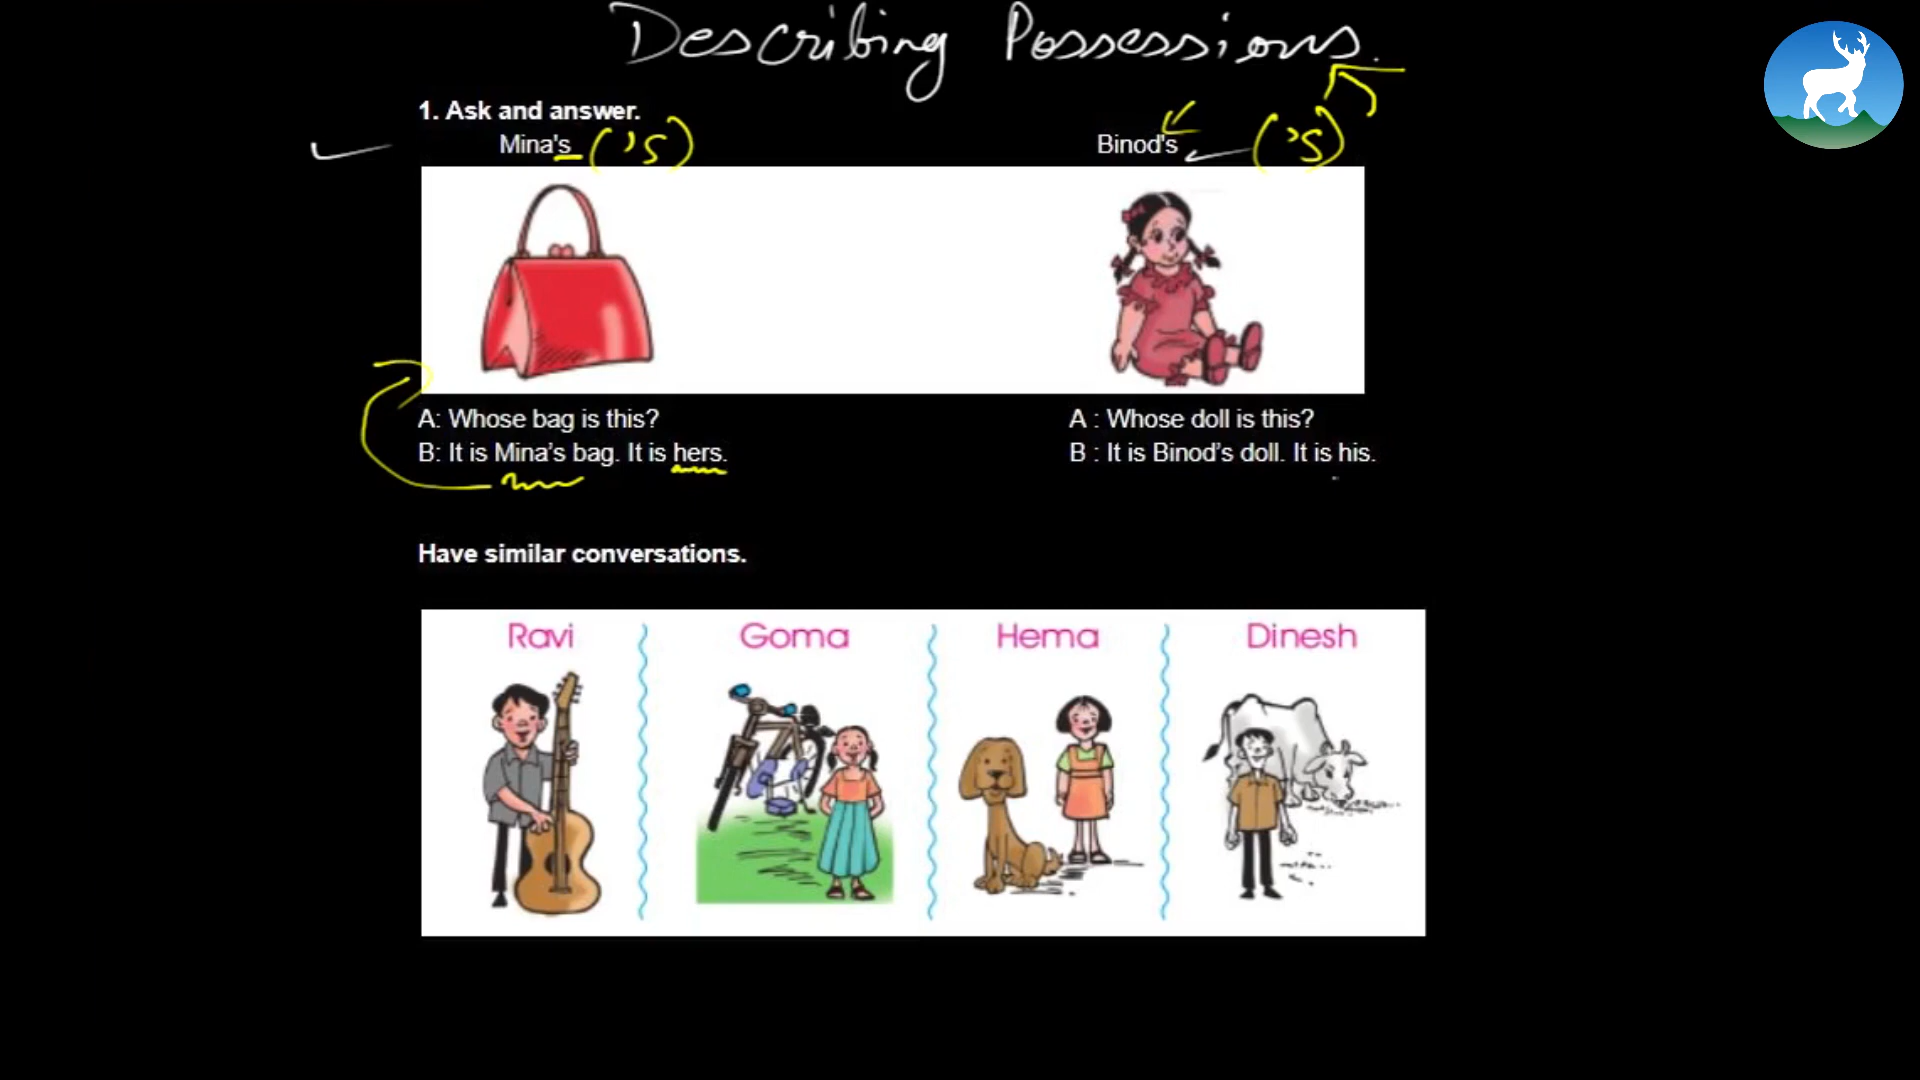 Describing Possessions.
1. Ask and answer.
Mina's ('s)
Binod's ('s)
A: Whose bag is this?
B: It is Mina's bag. It is hers.
A : Whose doll is this?
B : It is Binod's doll. It is his.
Have similar conversations.
Ravi Goma Hema Dinesh